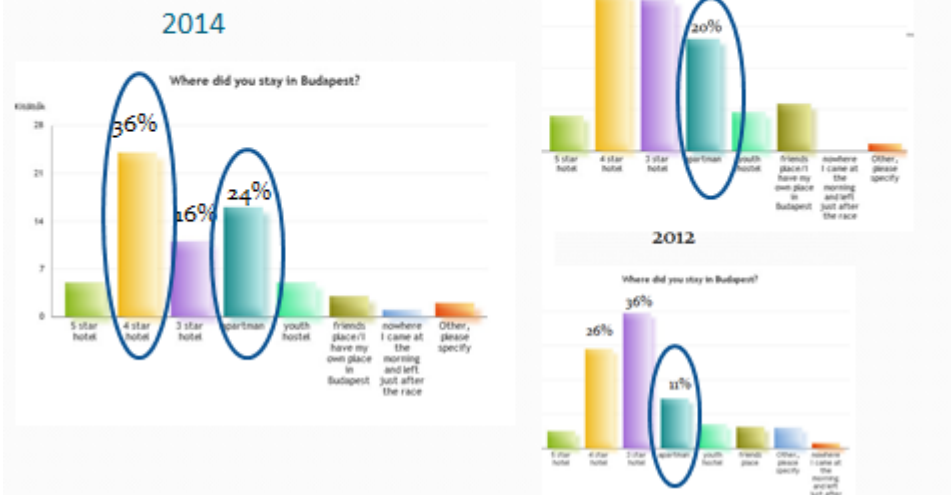 2014
Where did you stay in Budapest?
28
21
14
7
0
36%
16%
24%
5 star hotel
4 star hotel
3 star hotel
apartman
youth hostel
friends place/I have my own place in Budapest
nowhere I came at the morning and left just after the race
Other, please specify
20%
5 star hotel
4 star hotel
3 star hotel
apartman
youth hostel
friends place/I have my own place in Budapest
nowhere I came at the morning and left just after the race
Other, please specify
2012
Where did you stay in Budapest?
26%
36%
11%
5 star hotel
4 star hotel
3 star hotel
apartman
youth hostel
friends place
Other, please specify
nowhere I came at the morning and left just after